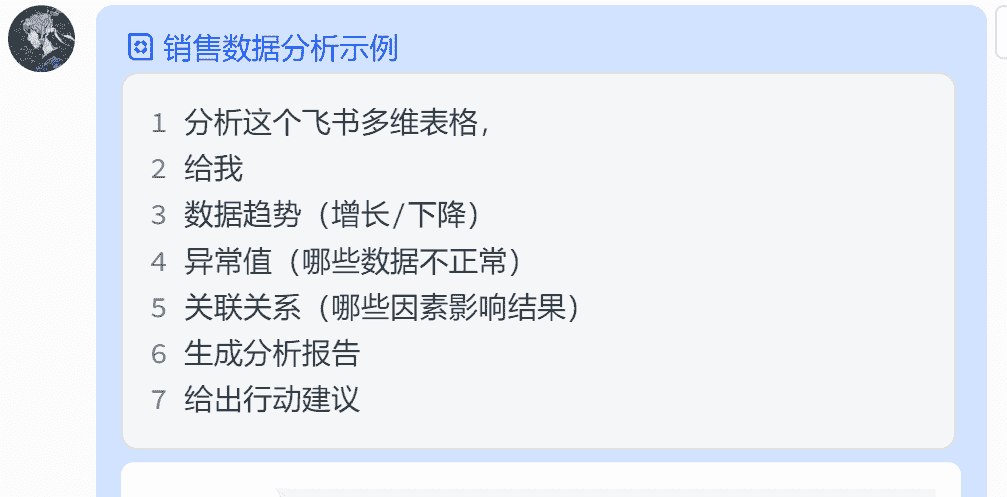 销售数据分析示例
1 分析这个飞书多维表格，
2 给我
3 数据趋势（增长/下降）
4 异常值（哪些数据不正常）
5 关联关系（哪些因素影响结果）
6 生成分析报告
7 给出行动建议